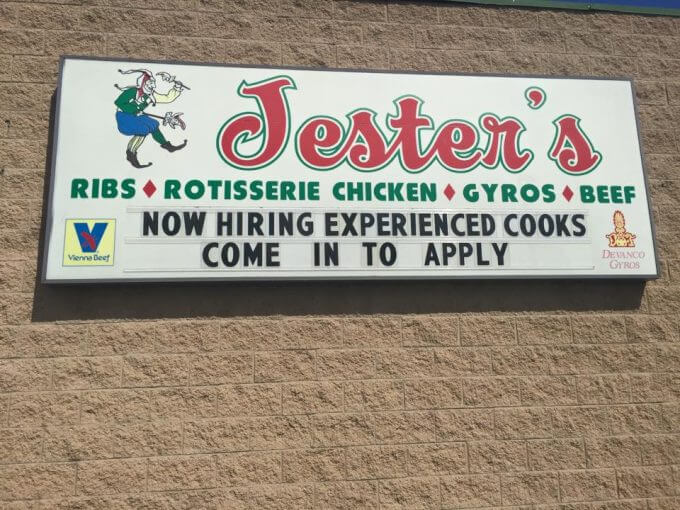 Jester's
RIBS ♦ ROTISSERIE CHICKEN ♦ GYROS ♦ BEEF
NOW HIRING EXPERIENCED COOKS
COME IN TO APPLY
V
Vienna Beef
DEVANCO
GYROS